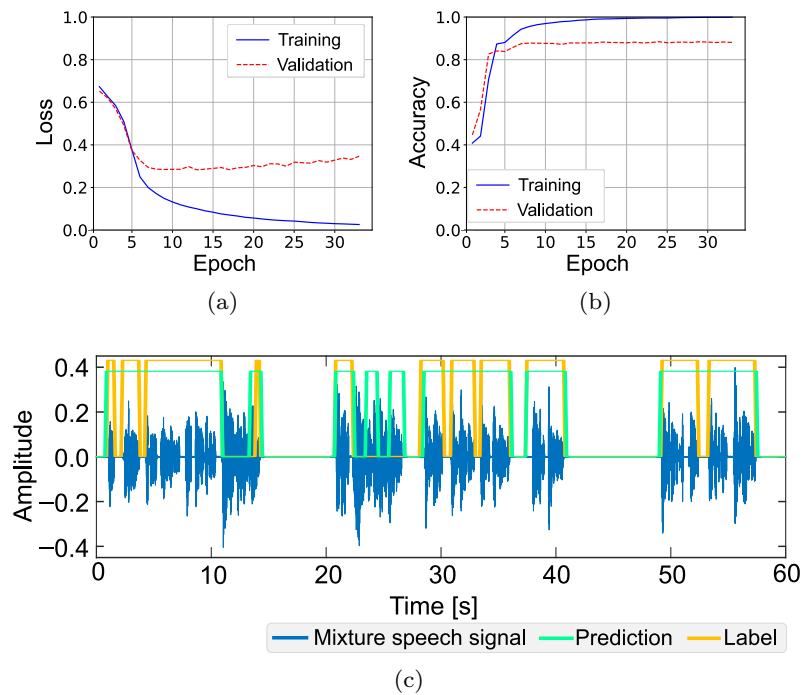 Loss
1.0
0.8
0.6
0.4
0.2
0.0
0 5 10 15 20 25 30
Epoch
Training
Validation
(a)
Accuracy
1.0
0.8
0.6
0.4
0.2
0.0
0 5 10 15 20 25 30
Epoch
Training
Validation
(b)
Amplitude
0.4
0.2
0.0
−0.2
−0.4
0 10 20 30 40 50 60
Time [s]
Mixture speech signal Prediction Label
(c)